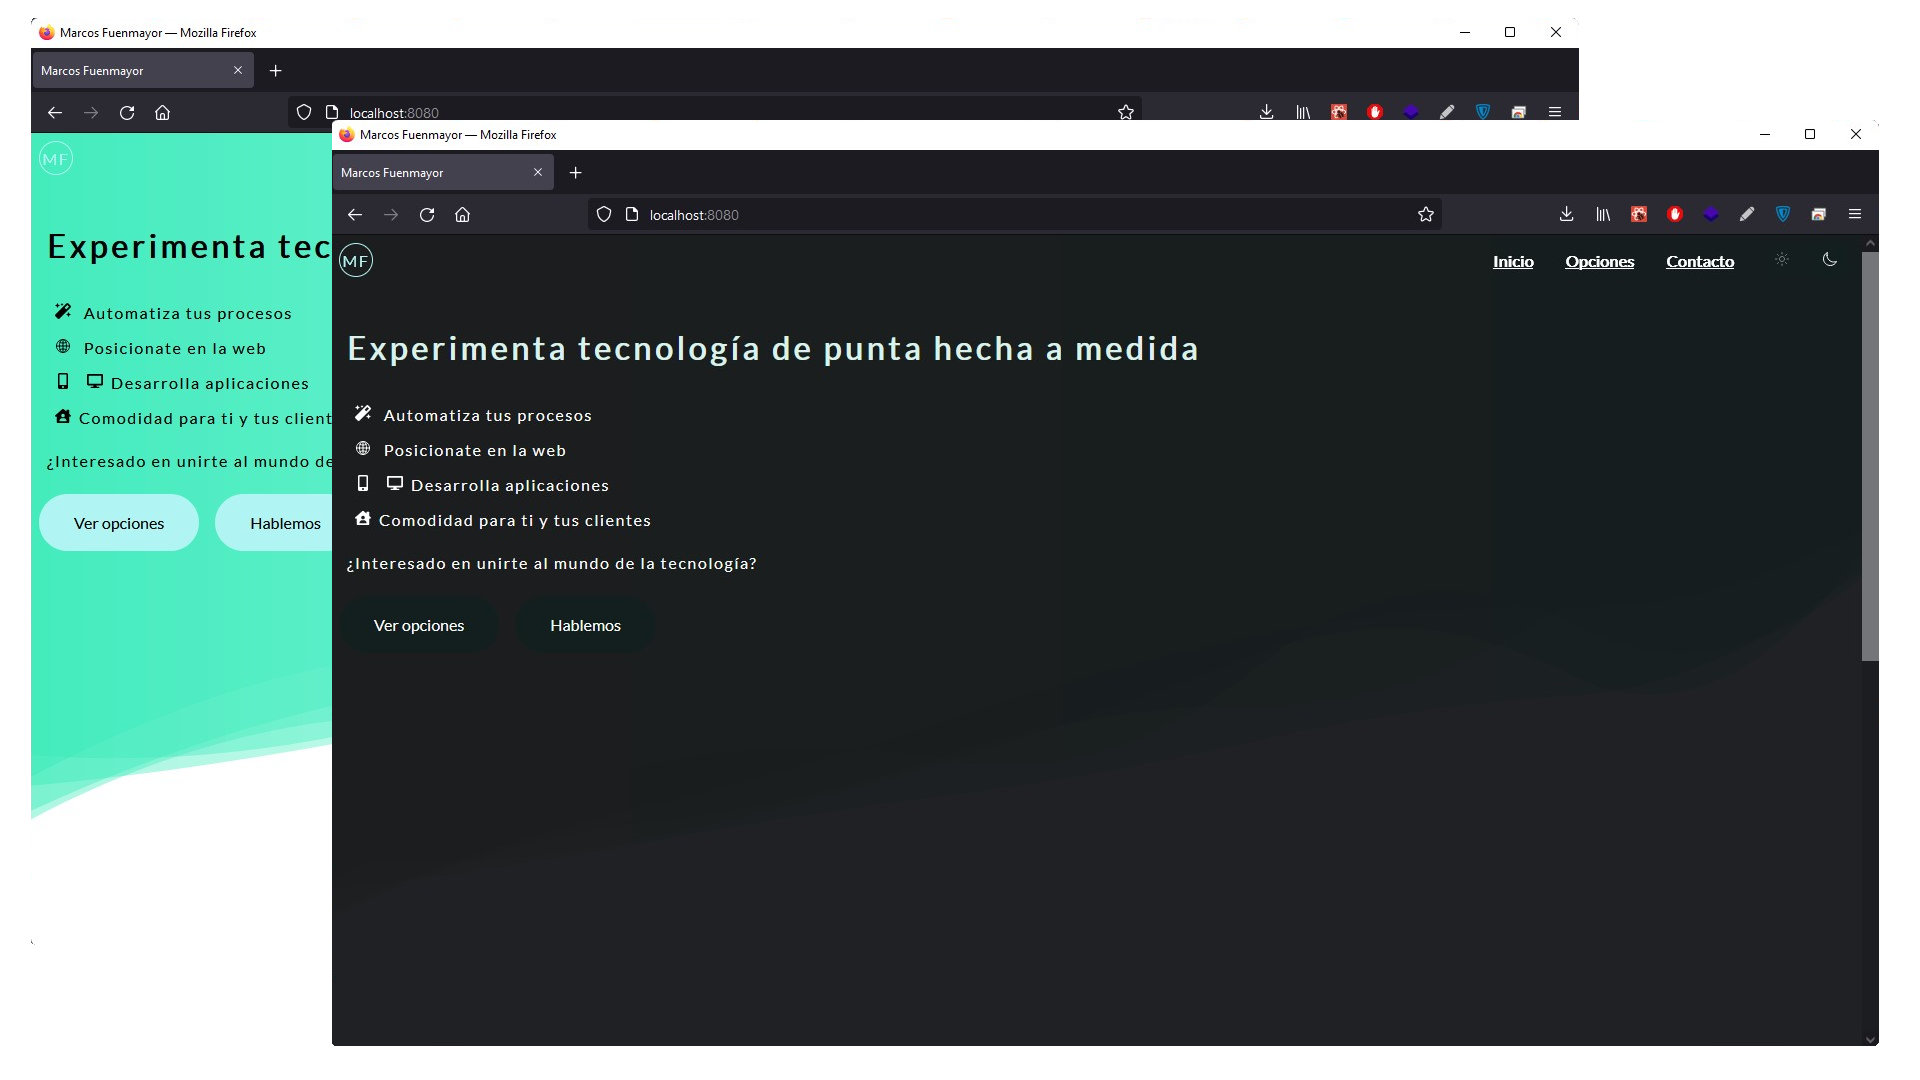 Marcos Fuenmayor — Mozilla Firefox
Marcos Fuenmayor
localhost:8080
MF
Experimenta tec
Automatiza tus procesos
Posicionate en la web
Desarrolla aplicaciones
Comodidad para ti y tus client
¿Interesado en unirte al mundo de
Ver opciones Hablemos
Marcos Fuenmayor — Mozilla Firefox
Marcos Fuenmayor
localhost:8080
MF Inicio Opciones Contacto
Experimenta tecnología de punta hecha a medida
Automatiza tus procesos
Posicionate en la web
Desarrolla aplicaciones
Comodidad para ti y tus clientes
¿Interesado en unirte al mundo de la tecnología?
Ver opciones Hablemos